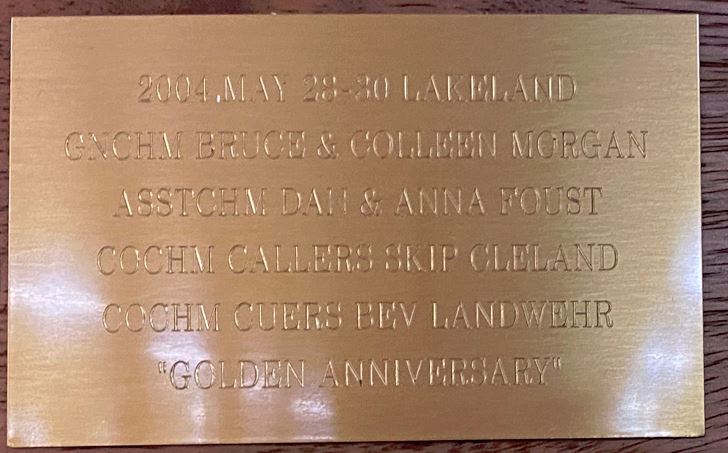 2004 MAY 28-30 LAKELAND
GNCHM BRUCE & COLLEEN MORGAN
ASSTCHM DAN & ANNA FOUST
COCHM CALLERS SKIP CLELAND
COCHM CUERS BEV LANDWEHR
"GOLDEN ANNIVERSARY"